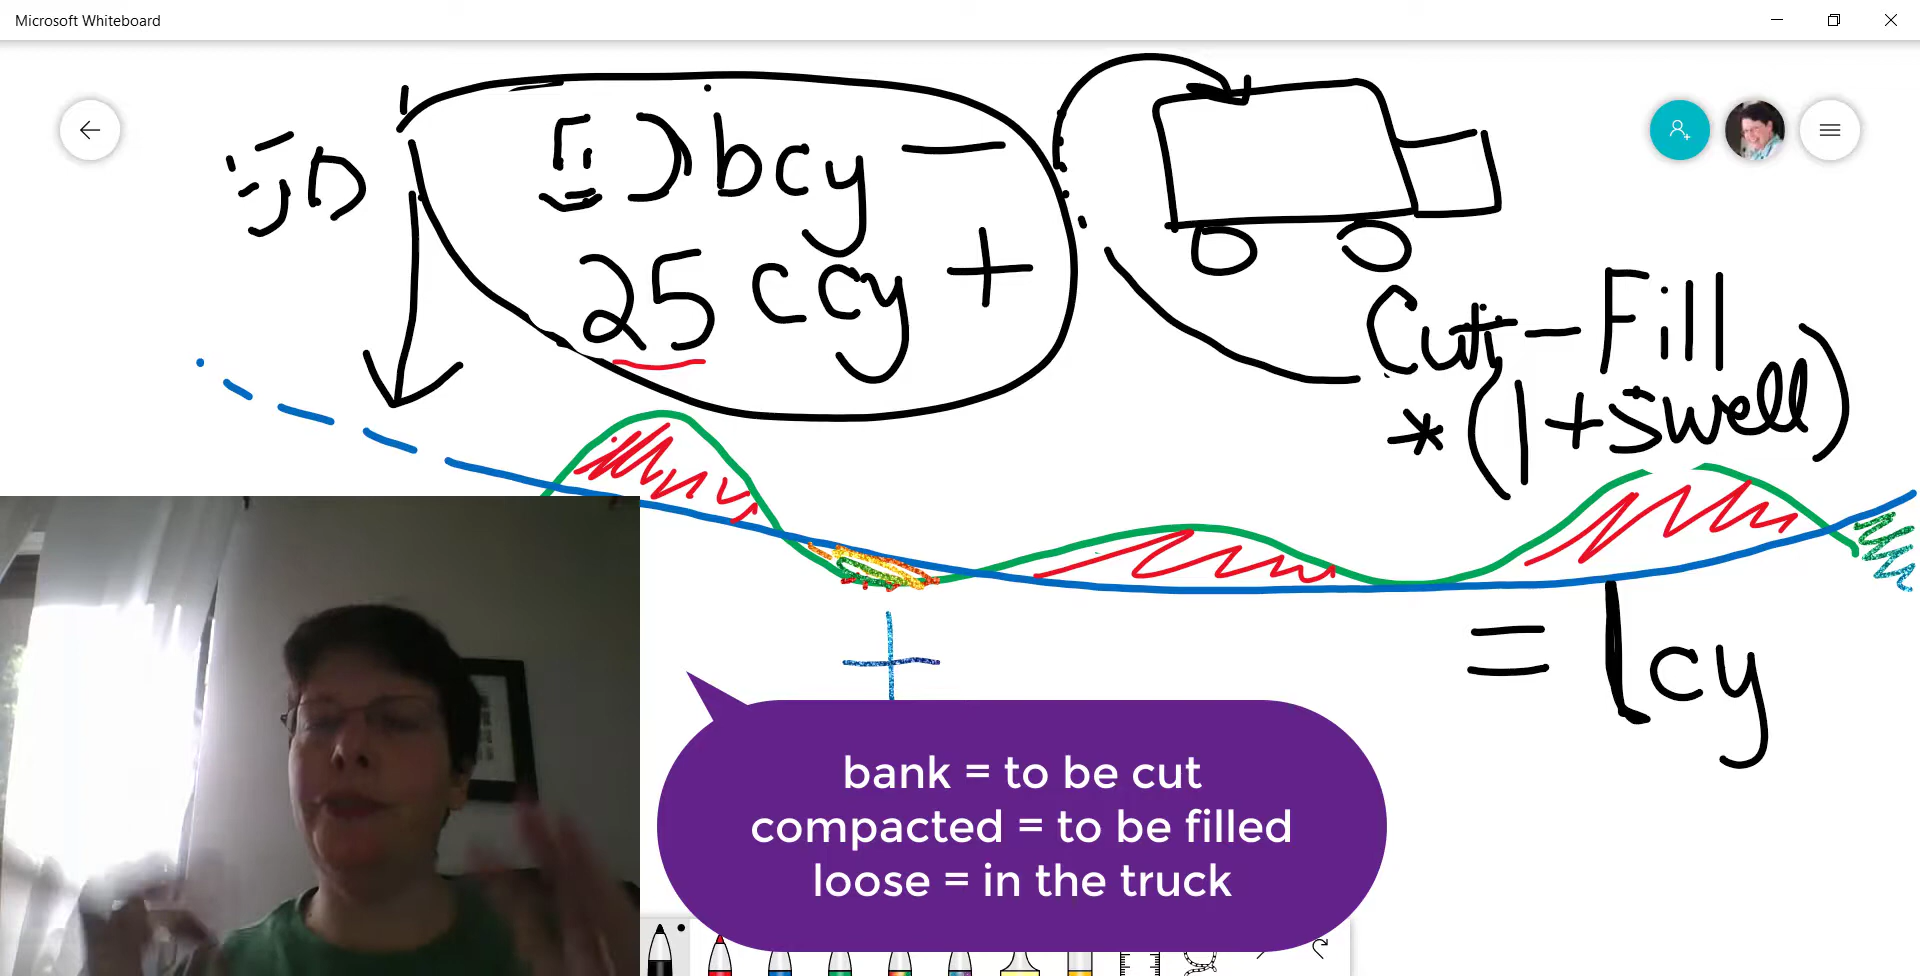 Microsoft Whiteboard
bcy −
25 ccy +
Cut − Fill
* (1 + swell)
= lcy
bank = to be cut
compacted = to be filled
loose = in the truck